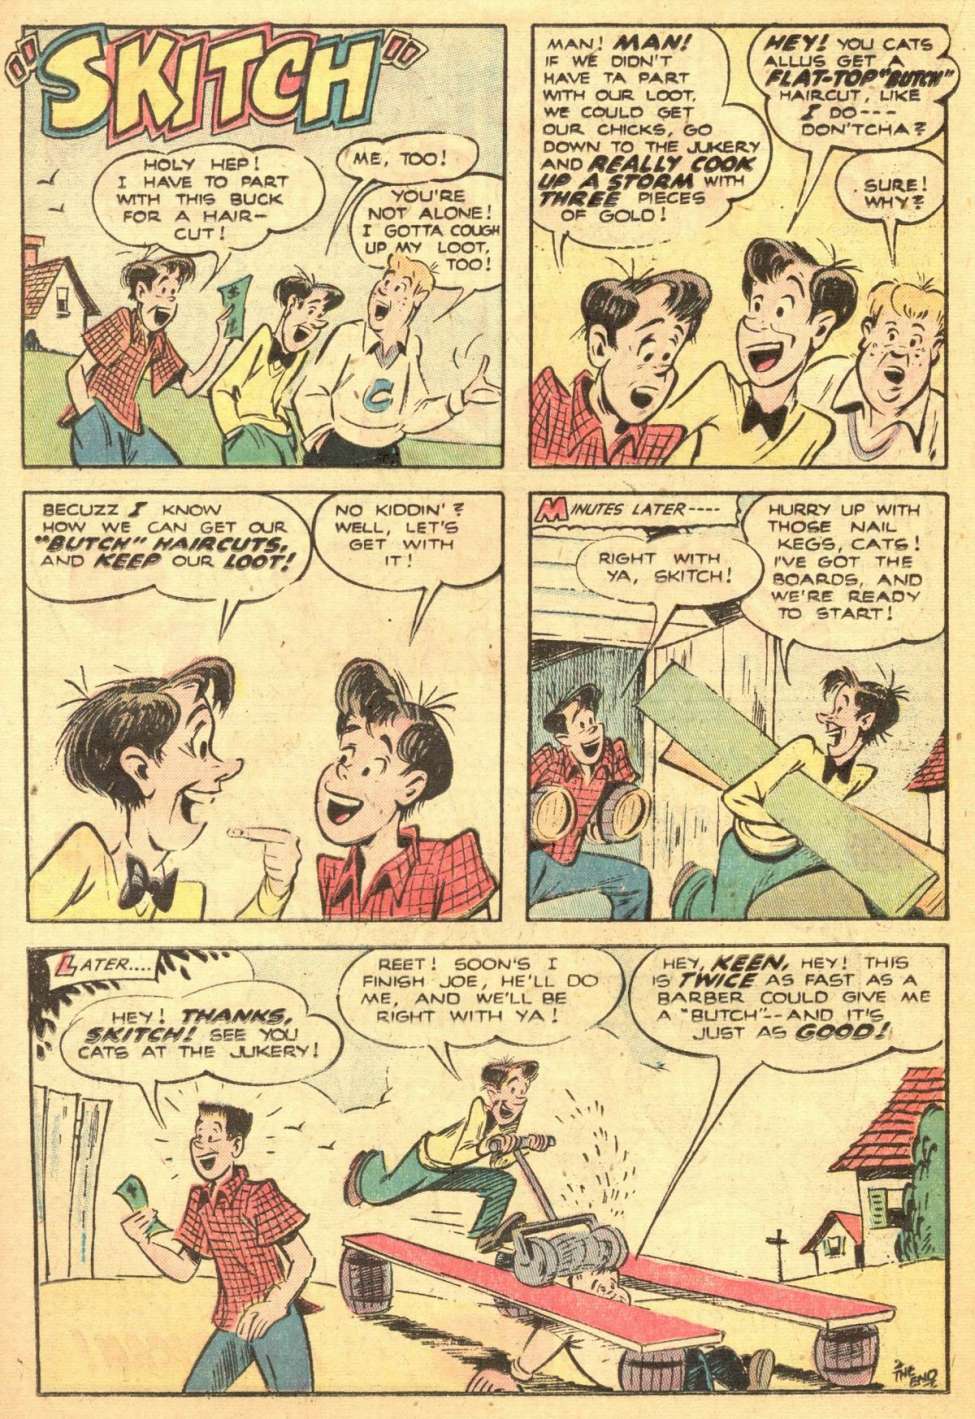 "SKITCH"
HOLY HEP!
I HAVE TO PART
WITH THIS BUCK
FOR A HAIR-
CUT!
ME, TOO!
YOU'RE
NOT ALONE!
I GOTTA COUGH
UP MY LOOT,
TOO!
C
MAN! MAN!
IF WE DIDN'T
HAVE TA PART
WITH OUR LOOT,
WE COULD GET
OUR CHICKS, GO
DOWN TO THE JUKERY
AND REALLY COOK
UP A STORM WITH
THREE PIECES
OF GOLD!
HEY! YOU CATS
ALLUS GET A
FLAT-TOP "BUTCH"
HAIRCUT, LIKE
I DO---
DON'TCHA?
SURE!
WHY?
BECUZZ I KNOW
HOW WE CAN GET OUR
"BUTCH" HAIRCUTS,
AND KEEP OUR LOOT!
NO KIDDIN'?
WELL, LET'S
GET WITH
IT!
MINUTES LATER----
RIGHT WITH
YA, SKITCH!
HURRY UP WITH
THOSE NAIL
KEGS, CATS!
I'VE GOT THE
BOARDS, AND
WE'RE READY
TO START!
LATER....
HEY! THANKS,
SKITCH! SEE YOU
CATS AT THE JUKERY!
REET! SOON'S I
FINISH JOE, HE'LL DO
ME, AND WE'LL BE
RIGHT WITH YA!
HEY, KEEN, HEY! THIS
IS TWICE AS FAST AS A
BARBER COULD GIVE ME
A "BUTCH"--AND IT'S
JUST AS GOOD!
THE
END